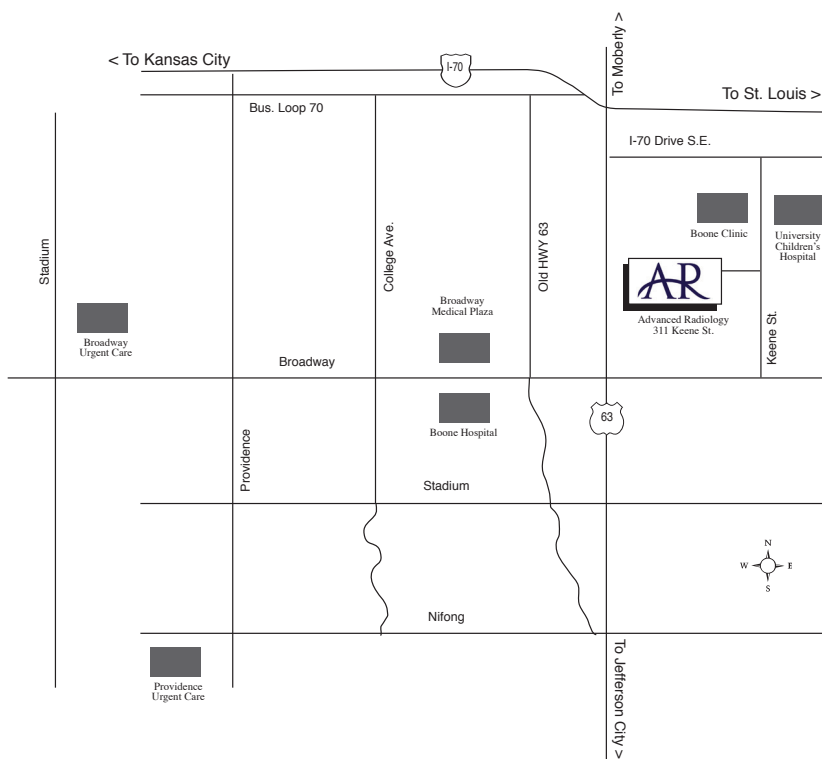 To Moberly >
< To Kansas City
I-70
To St. Louis >
Bus. Loop 70
I-70 Drive S.E.
Stadium
College Ave.
Old HWY 63
Boone Clinic
University
Children's
Hospital
AR
Advanced Radiology
311 Keene St.
Keene St.
Broadway
Medical Plaza
Broadway
Urgent Care
Broadway
63
Boone Hospital
Providence
Stadium
N
W
E
S
Nifong
To Jefferson City >
Providence
Urgent Care